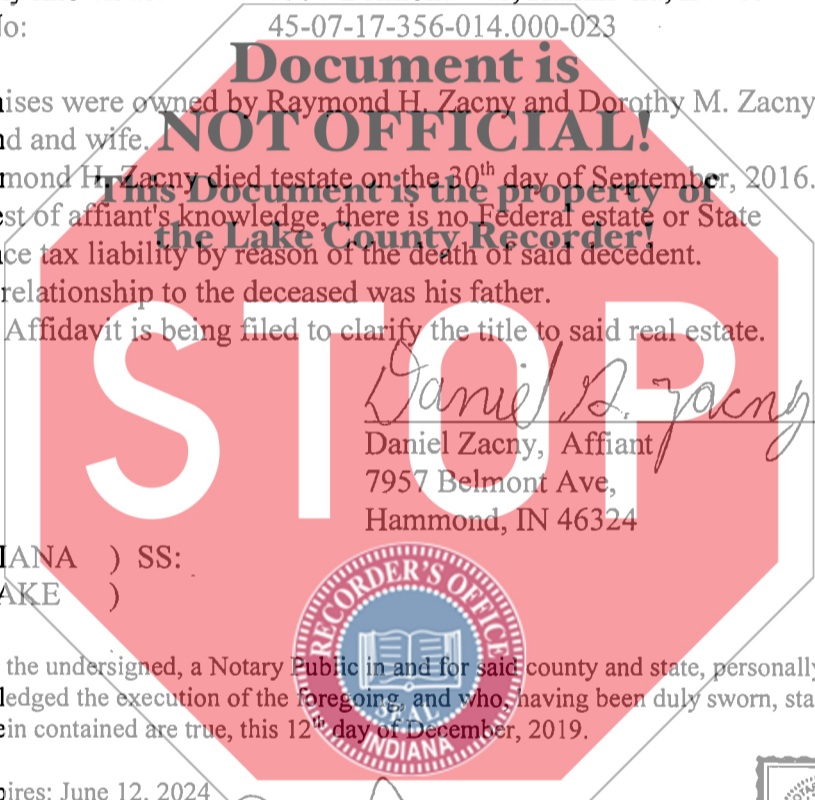 No:
45-07-17-356-014.000-023
Document is
NOT OFFICIAL!
This Document is the property of
the Lake County Recorder!
ises were owned by Raymond H. Zacny and Dorothy M. Zacny
nd and wife.
mond H. Zacny died testate on the 30th day of September, 2016.
est of affiant's knowledge, there is no Federal estate or State
ce tax liability by reason of the death of said decedent.
relationship to the deceased was his father.
Affidavit is being filed to clarify the title to said real estate.
STOP
Daniel A. Zacny
Daniel Zacny, Affiant
7957 Belmont Ave,
Hammond, IN 46324
IANA ) SS:
AKE )
RECORDER'S OFFICE
SEAL
INDIANA
the undersigned, a Notary Public in and for said county and state, personally
ledged the execution of the foregoing, and who, having been duly sworn, sta
ein contained are true, this 12th day of December, 2019.
pires: June 12, 2024